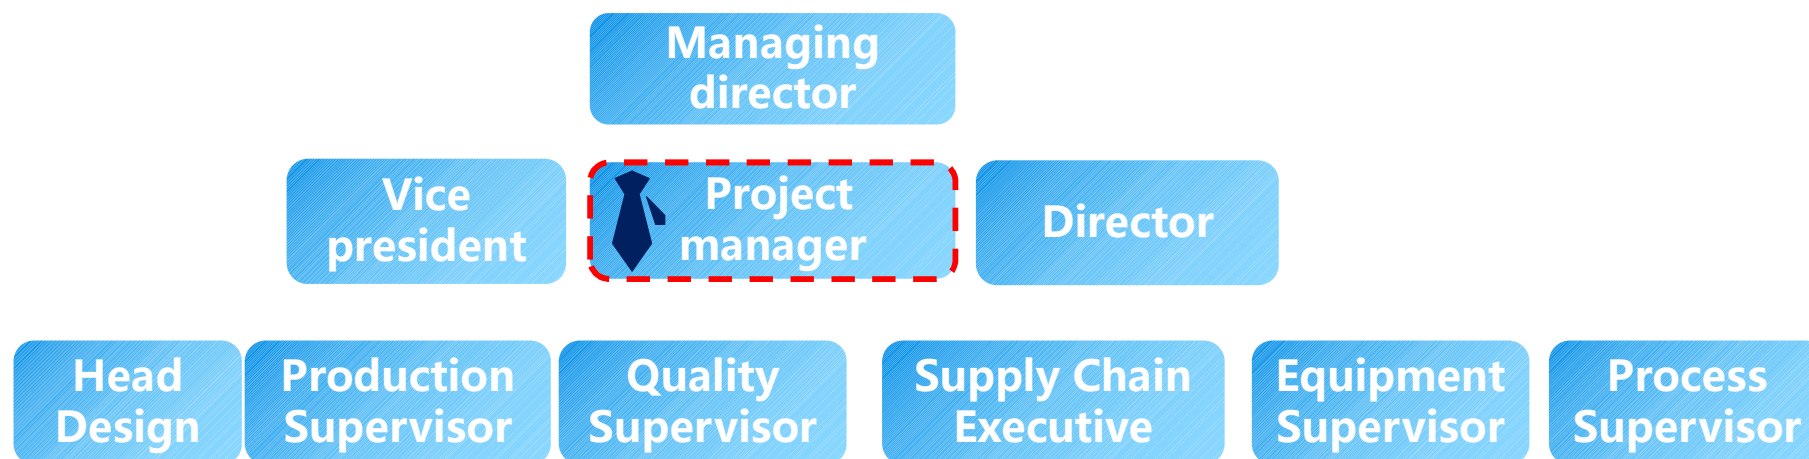 Managing
director
Vice
president
Project
manager
Director
Head
Design
Production
Supervisor
Quality
Supervisor
Supply Chain
Executive
Equipment
Supervisor
Process
Supervisor